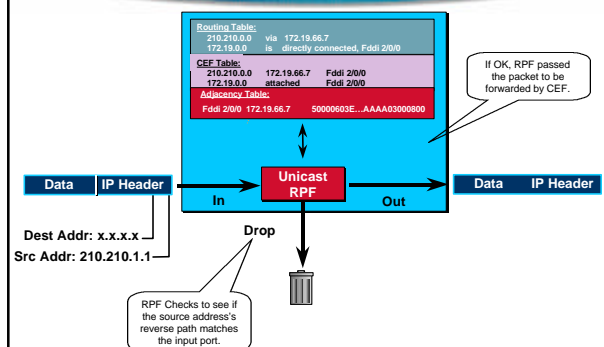 Routing Table:
210.210.0.0 via 172.19.66.7
172.19.0.0 is directly connected, Fddi 2/0/0
CEF Table:
210.210.0.0 172.19.66.7 Fddi 2/0/0
172.19.0.0 attached Fddi 2/0/0
Adjacency Table:
Fddi 2/0/0 172.19.66.7 50000603E...AAAA03000800
If OK, RPF passed
the packet to be
forwarded by CEF.
Data IP Header
In
Unicast
RPF
Out
Data IP Header
Dest Addr: x.x.x.x
Src Addr: 210.210.1.1
Drop
RPF Checks to see if
the source address's
reverse path matches
the input port.